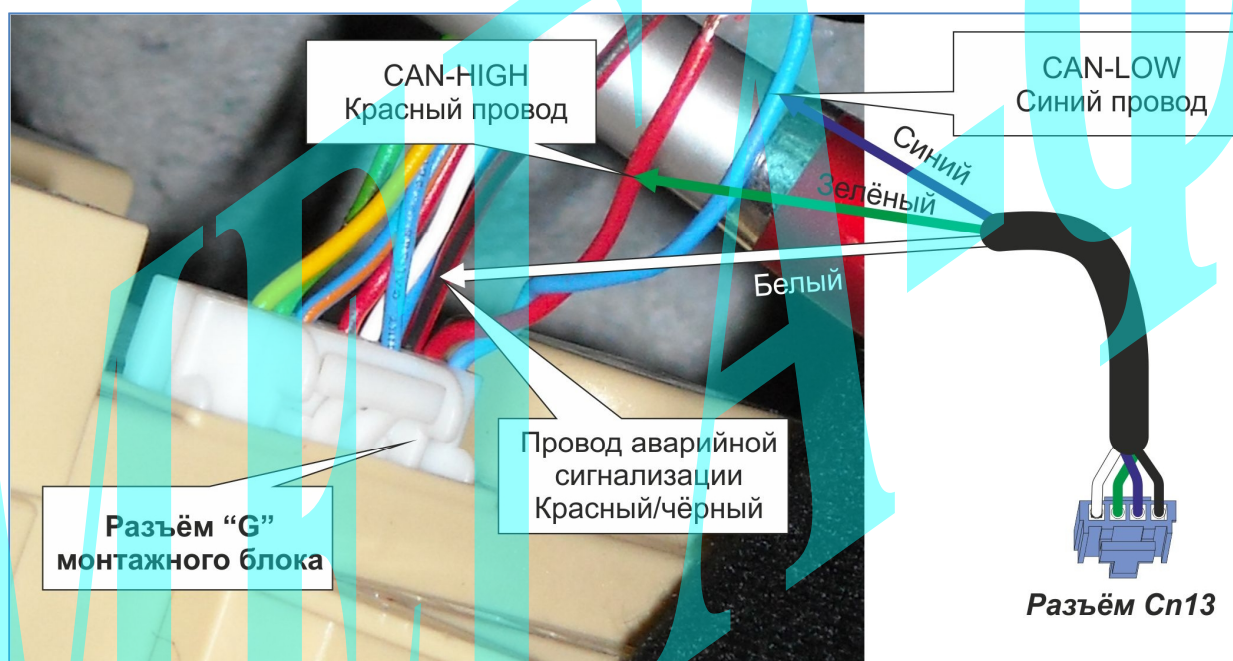 CAN-HIGH
Красный провод
CAN-LOW
Синий провод
Синий
Зелёный
Белый
Провод аварийной
сигнализации
Красный/чёрный
Разъём “G”
монтажного блока
Разъём Cn13